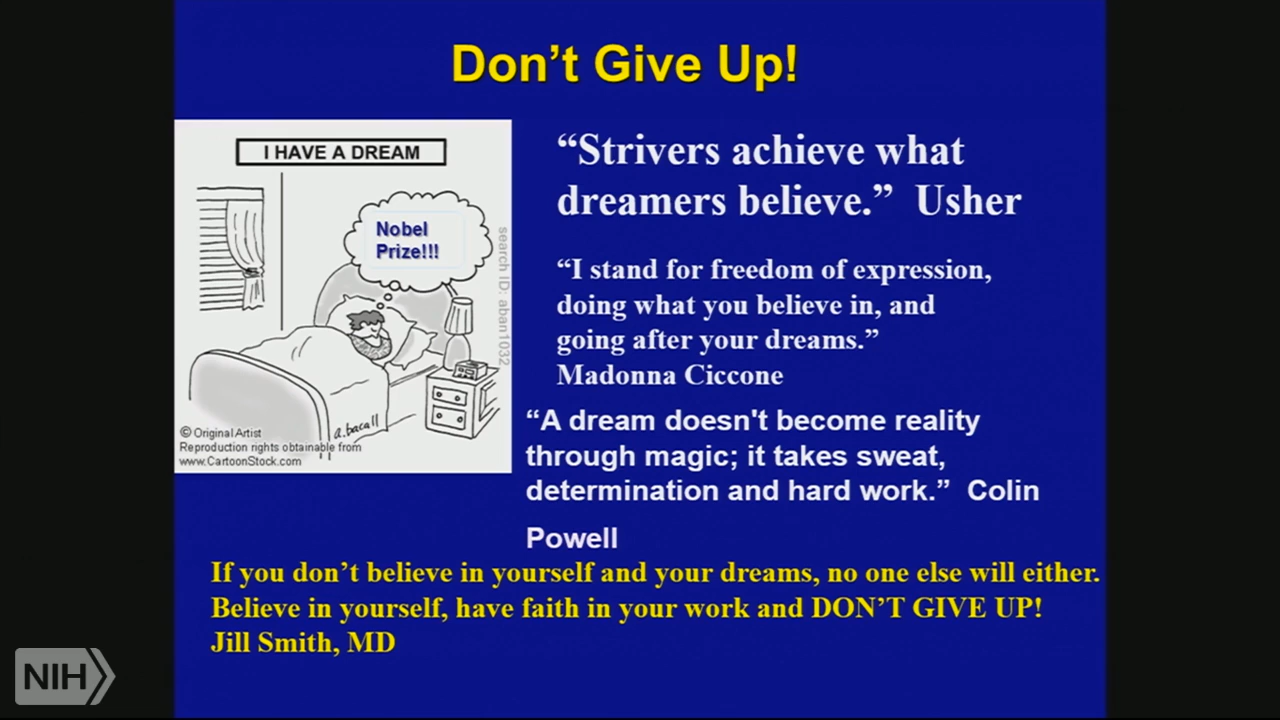 Don't Give Up!
I HAVE A DREAM
Nobel
Prize!!!
search ID: aban1032
a.bacall
© Original Artist
Reproduction rights obtainable from
www.CartoonStock.com
“Strivers achieve what
dreamers believe.”  Usher
“I stand for freedom of expression,
doing what you believe in, and
going after your dreams.”
Madonna Ciccone
“A dream doesn't become reality
through magic; it takes sweat,
determination and hard work.”  Colin
Powell
If you don’t believe in yourself and your dreams, no one else will either.
Believe in yourself, have faith in your work and DON’T GIVE UP!
Jill Smith, MD
NIH